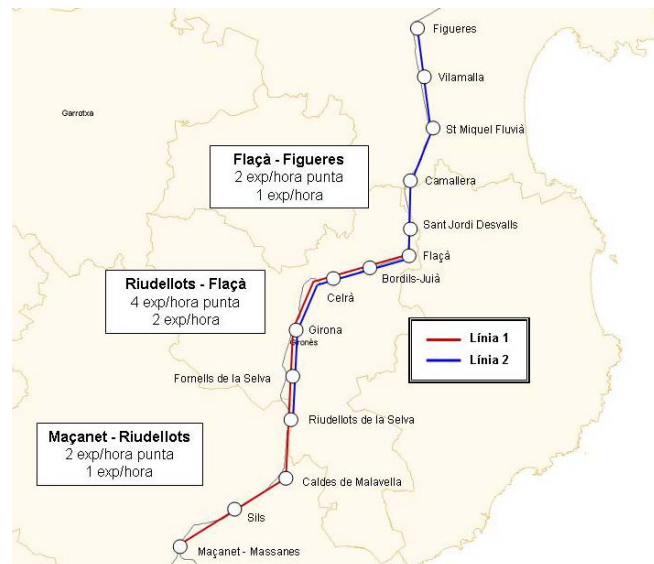 Figueres
Vilamalla
Garrotxa
St Miquel Fluvià
Flaçà - Figueres
2 exp/hora punta
1 exp/hora
Camallera
Sant Jordi Desvalls
Flaçà
Bordils-Juià
Riudellots - Flaçà
4 exp/hora punta
2 exp/hora
Celrà
Girona
Gironès
Línia 1
Línia 2
Fornells de la Selva
Riudellots de la Selva
Maçanet - Riudellots
2 exp/hora punta
1 exp/hora
Caldes de Malavella
Sils
Maçanet - Massanes